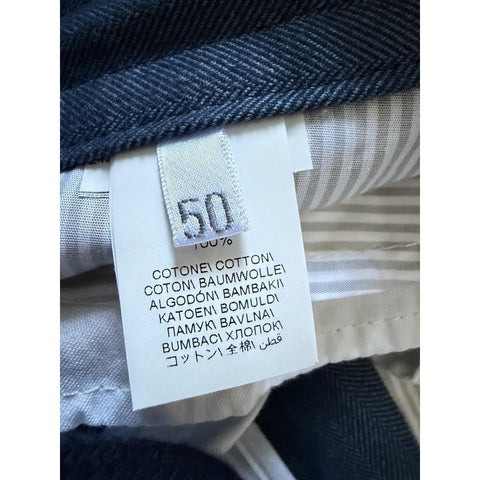 50
100%
COTONE\ COTTON\
COTON\ BAUMWOLLE\
ALGODÓN\ BAMBAKI\
KATOEN\ BOMULD\
ПАМУК\ BAVLNA\
BUMBAC\ ХЛОПОК\
コットン\ 全棉\ قطن